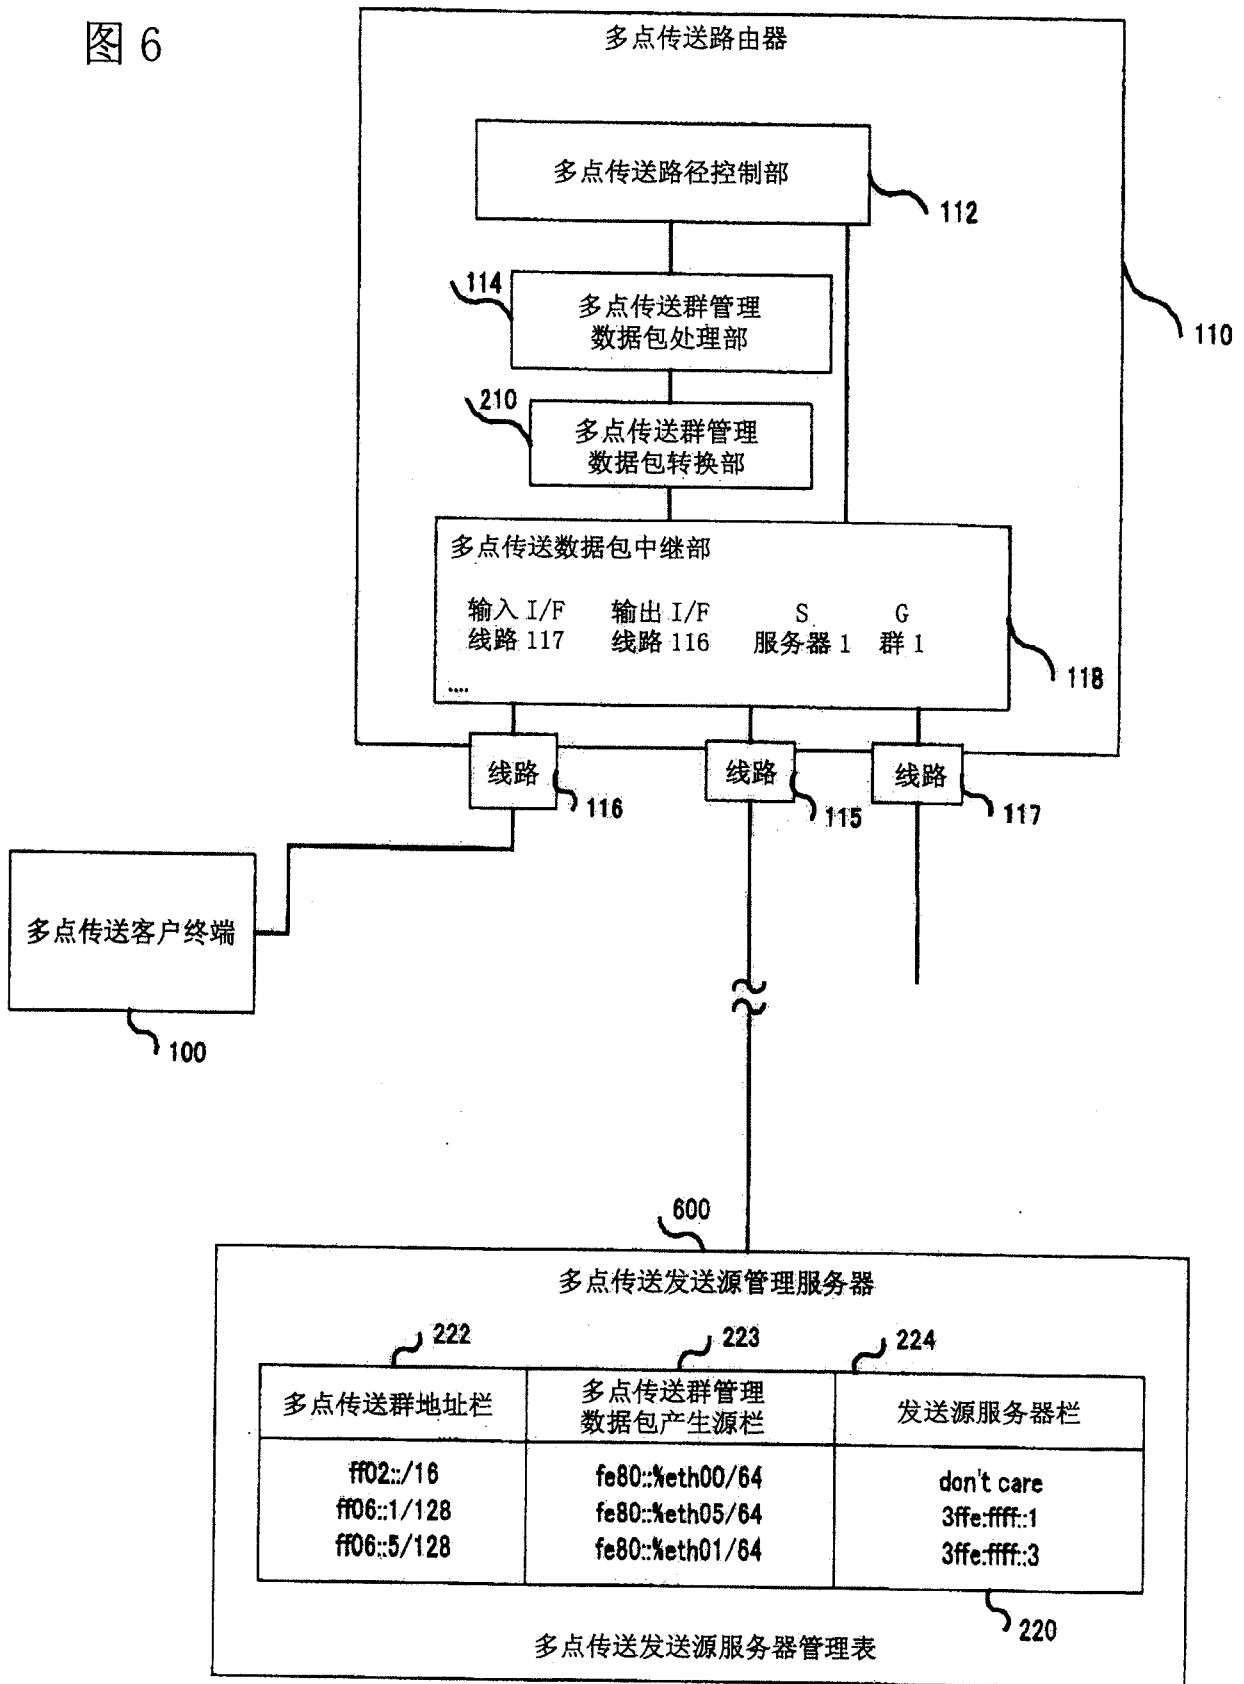 图 6
多点传送路由器
多点传送路径控制部
112
114
多点传送群管理
数据包处理部
110
210
多点传送群管理
数据包转换部
多点传送数据包中继部
输入 I/F 输出 I/F S G
线路 117 线路 116 服务器 1 群 1
....
118
线路 线路 线路
116 115 117
多点传送客户终端
100
600
多点传送发送源管理服务器
222 223 224
多点传送群地址栏
多点传送群管理
数据包产生源栏
发送源服务器栏
ff02::/16 fe80::%eth00/64 don't care
ff06::1/128 fe80::%eth05/64 3ffe:ffff::1
ff06::5/128 fe80::%eth01/64 3ffe:ffff::3
220
多点传送发送源服务器管理表